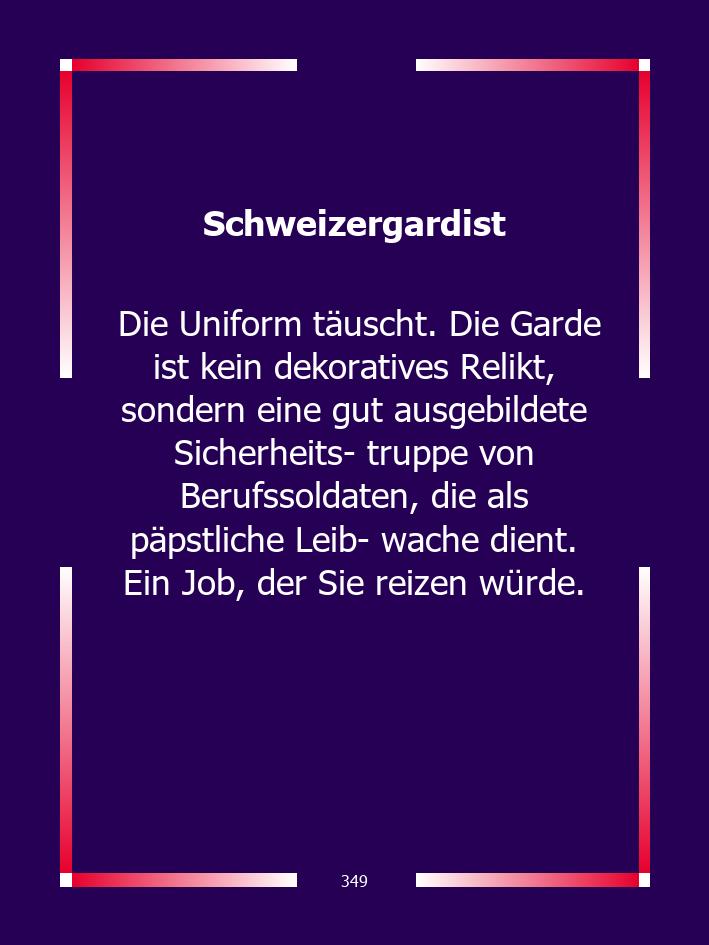 Schweizergardist
Die Uniform täuscht. Die Garde
ist kein dekoratives Relikt,
sondern eine gut ausgebildete
Sicherheits- truppe von
Berufssoldaten, die als
päpstliche Leib- wache dient.
Ein Job, der Sie reizen würde.
349